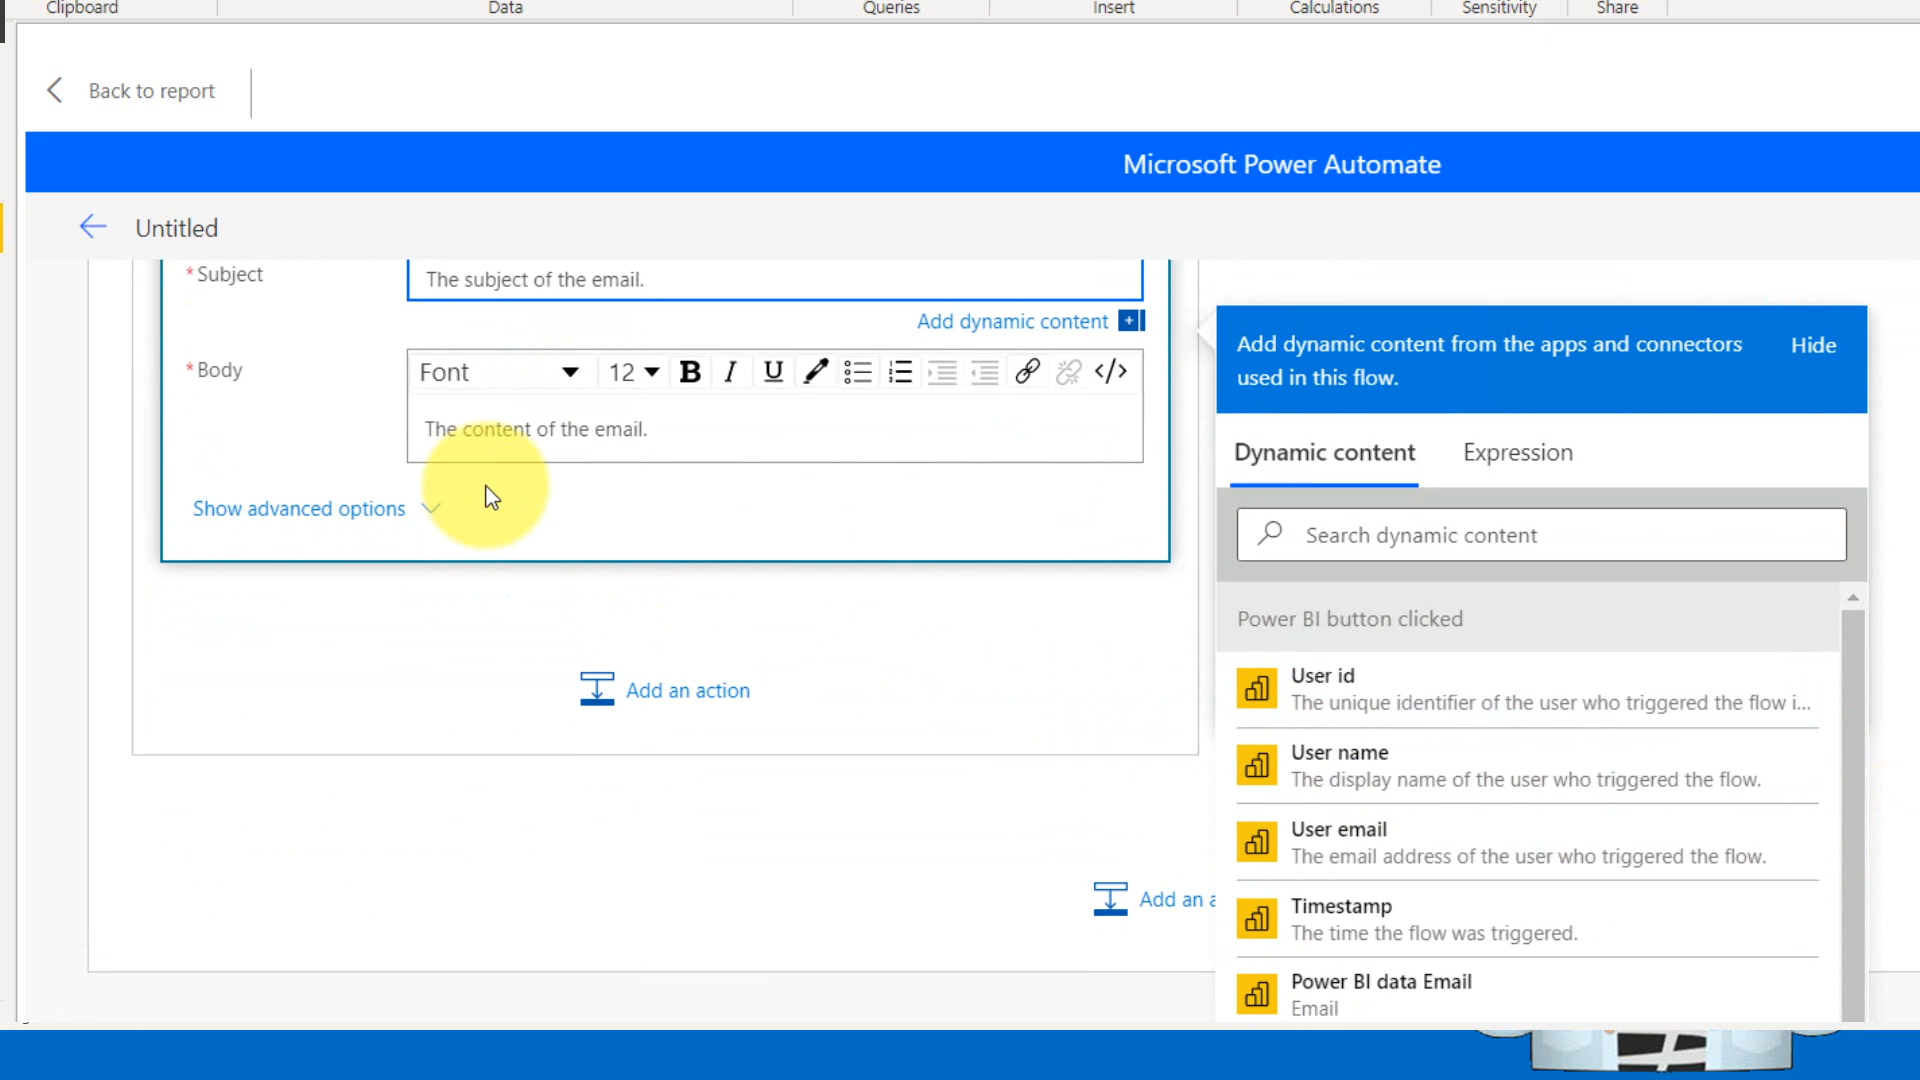 Clipboard
Data
Queries
Insert
Calculations
Sensitivity
Share
Back to report
Microsoft Power Automate
Untitled
* Subject
The subject of the email.
Add dynamic content
* Body
Font
12
B I U </>
The content of the email.
Show advanced options
Add an action
Add an a
Add dynamic content from the apps and connectors
used in this flow.
Hide
Dynamic content
Expression
Search dynamic content
Power BI button clicked
User id
The unique identifier of the user who triggered the flow i...
User name
The display name of the user who triggered the flow.
User email
The email address of the user who triggered the flow.
Timestamp
The time the flow was triggered.
Power BI data Email
Email